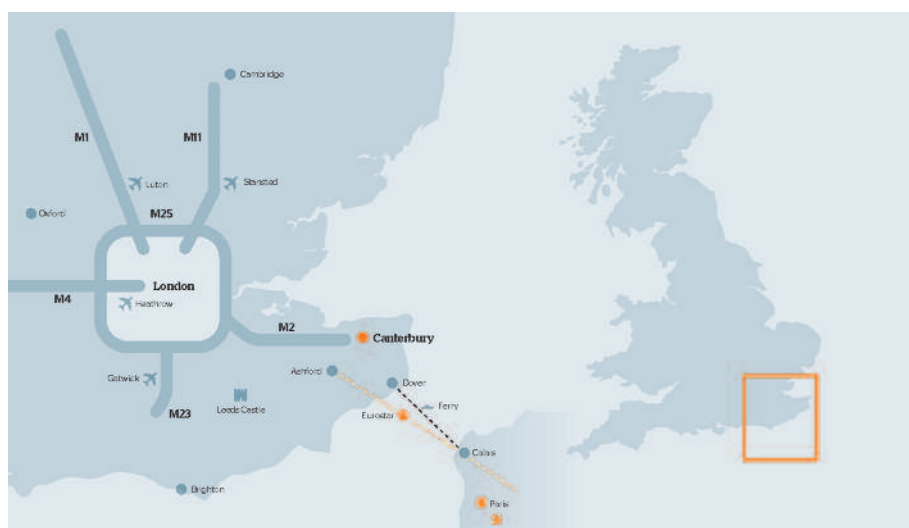 Cambridge
M1
M11
Luton
Stansted
Oxford
M25
London
M4
Heathrow
M2
Canterbury
Gatwick
Ashford
Dover
Leeds Castle
Ferry
M23
Eurostar
Calais
Brighton
Paris